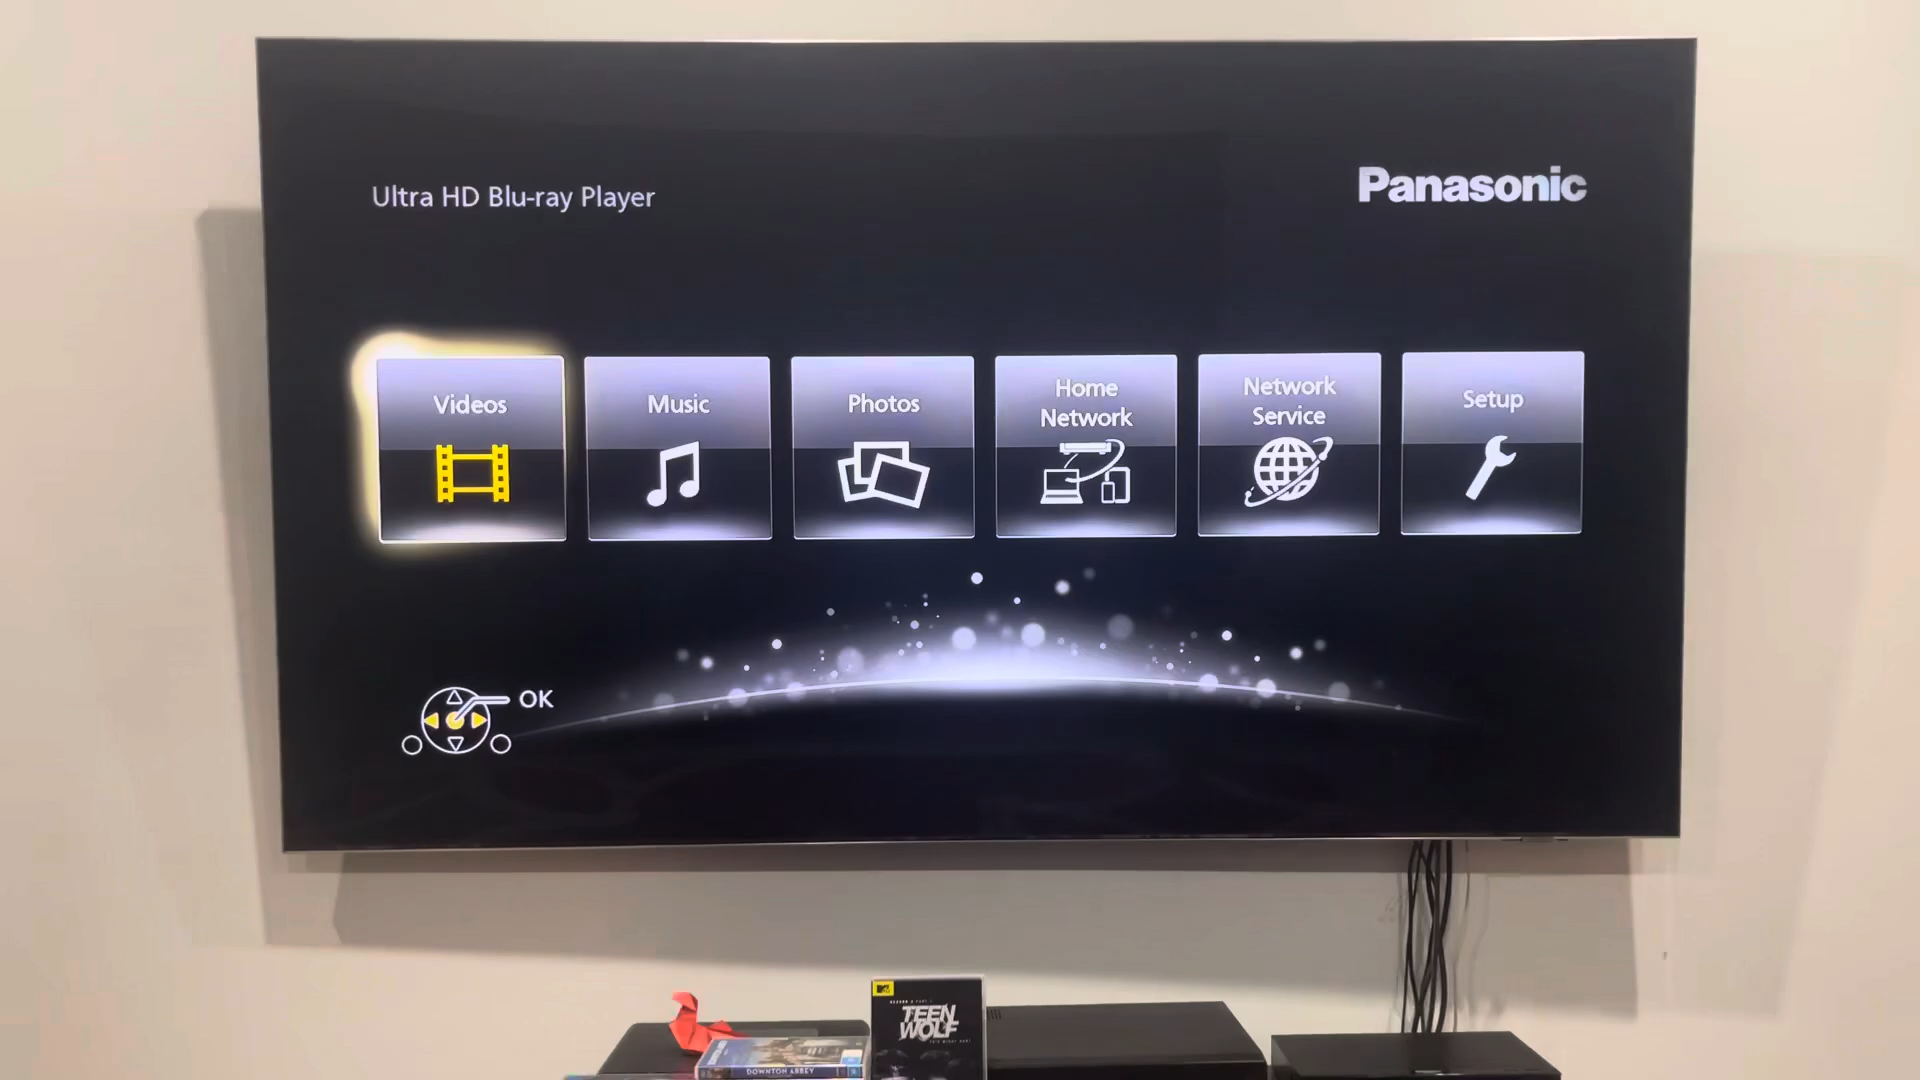 Ultra HD Blu-ray Player
Panasonic
Videos
Music
Photos
Home
Network
Network
Service
Setup
OK
TEEN
WOLF
DOWNTON ABBEY